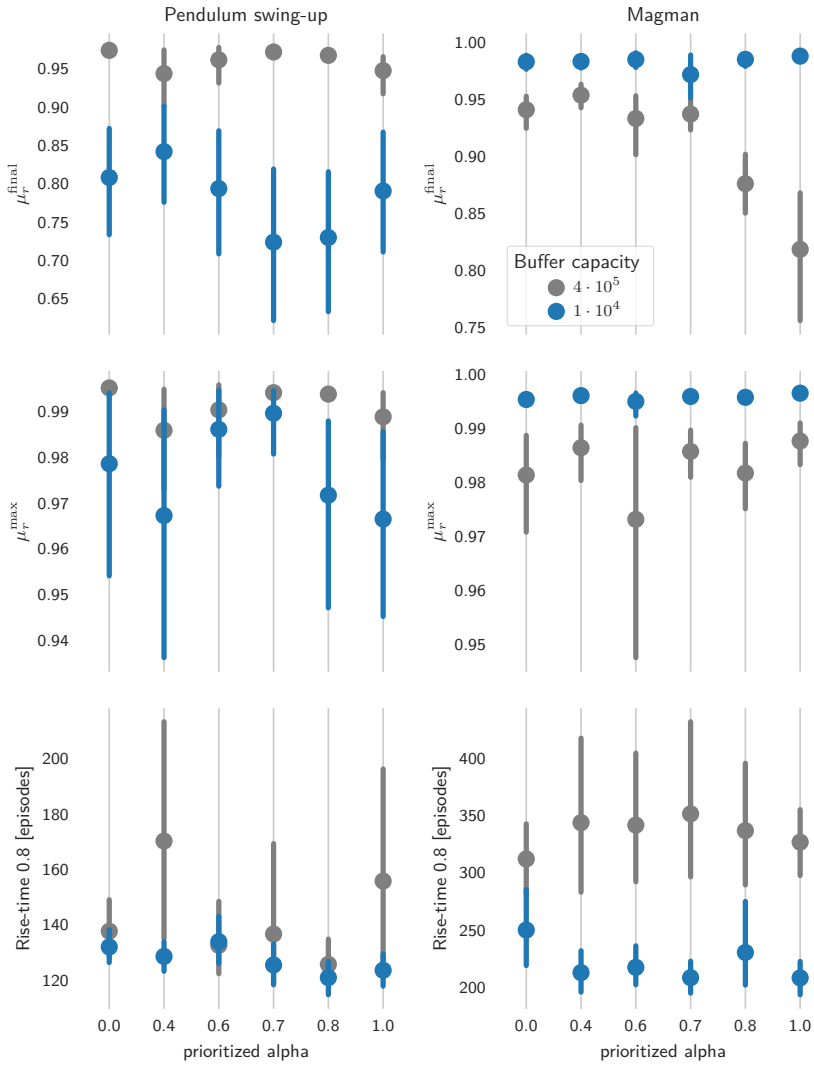 Pendulum swing-up
Magman
0.95
0.90
0.85
0.80
0.75
0.70
0.65
μ_r^final
1.00
0.95
0.90
0.85
0.80
0.75
μ_r^final
Buffer capacity
4 · 10^5
1 · 10^4
0.99
0.98
0.97
0.96
0.95
0.94
μ_r^max
1.00
0.99
0.98
0.97
0.96
0.95
μ_r^max
200
180
160
140
120
Rise-time 0.8 [episodes]
0.0 0.4 0.6 0.7 0.8 1.0
prioritized alpha
400
350
300
250
200
Rise-time 0.8 [episodes]
0.0 0.4 0.6 0.7 0.8 1.0
prioritized alpha